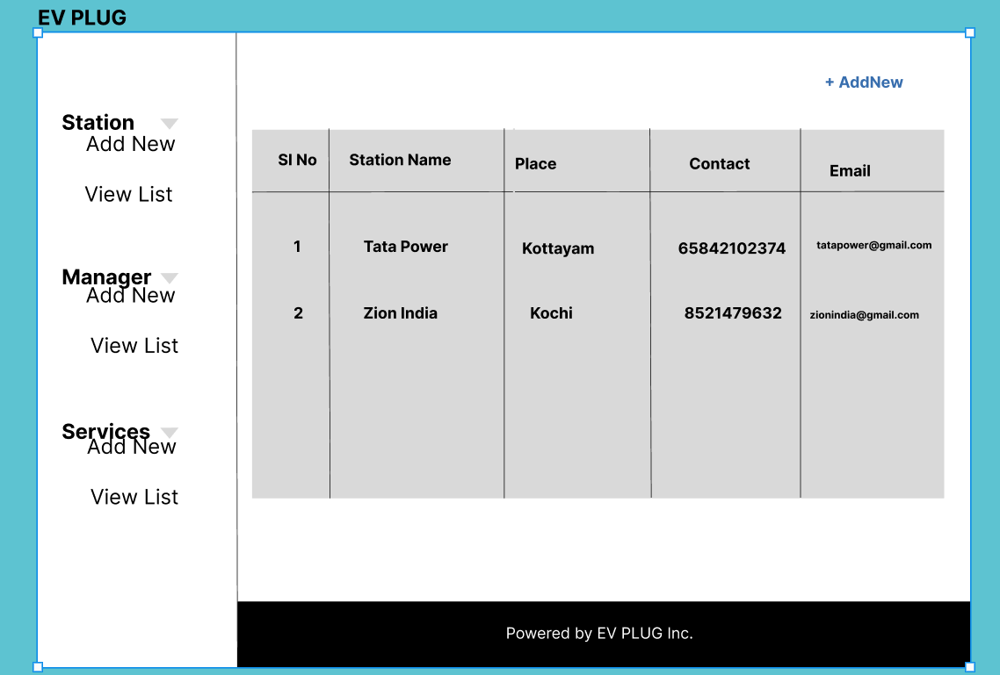 EV PLUG
+ AddNew
Station
Add New
View List
Manager
Add New
View List
Services
Add New
View List
Sl No Station Name Place Contact Email
1 Tata Power Kottayam 65842102374 tatapower@gmail.com
2 Zion India Kochi 8521479632 zionindia@gmail.com
Powered by EV PLUG Inc.